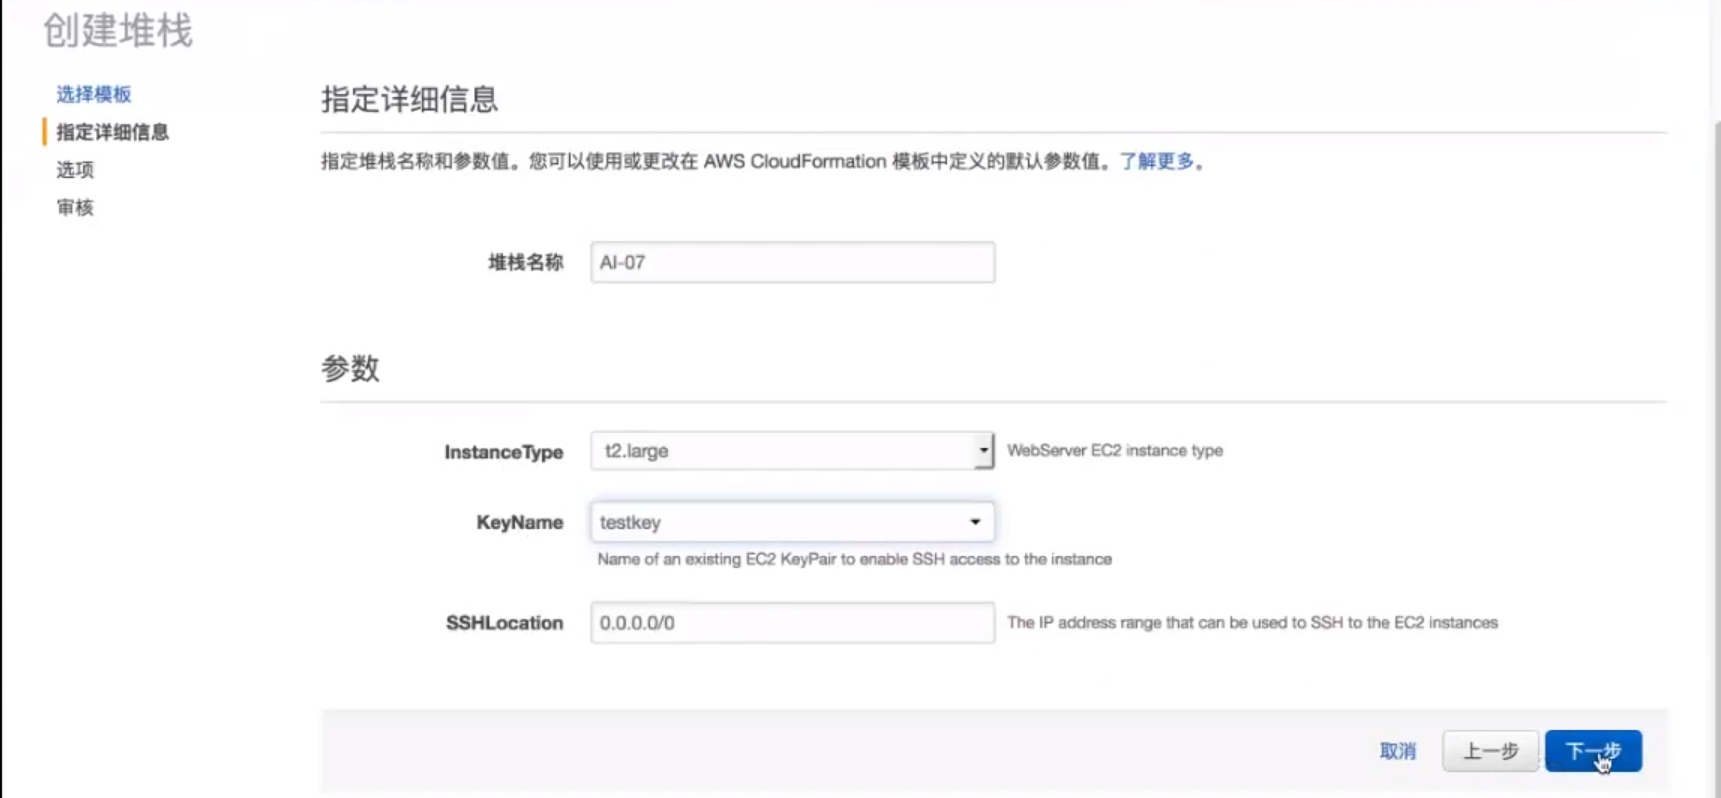 创建堆栈
选择模板
指定详细信息
选项
审核
指定详细信息
指定堆栈名称和参数值。您可以使用或更改在 AWS CloudFormation 模板中定义的默认参数值。了解更多。
堆栈名称 AI-07
参数
InstanceType t2.large WebServer EC2 instance type
KeyName testkey
Name of an existing EC2 KeyPair to enable SSH access to the instance
SSHLocation 0.0.0.0/0 The IP address range that can be used to SSH to the EC2 instances
取消 上一步 下一步